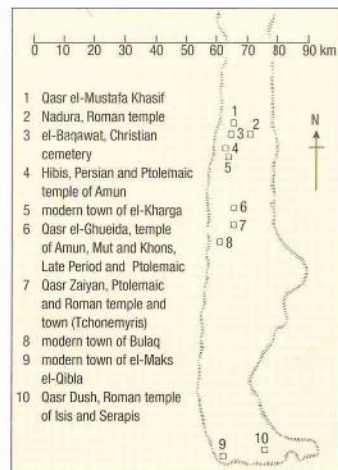 0 10 20 30 40 50 60 70 80 90 km
1 Qasr el-Mustafa Khasif
2 Nadura, Roman temple
3 el-Baqawat, Christian
cemetery
4 Hibis, Persian and Ptolemaic
temple of Amun
5 modern town of el-Kharga
6 Qasr el-Ghueida, temple
of Amun, Mut and Khons,
Late Period and Ptolemaic
7 Qasr Zaiyan, Ptolemaic
and Roman temple and
town (Tchonemyris)
8 modern town of Bulaq
9 modern town of el-Maks
el-Qibla
10 Qasr Dush, Roman temple
of Isis and Serapis
N
1
3 2
4
5
6
7
8
9 10